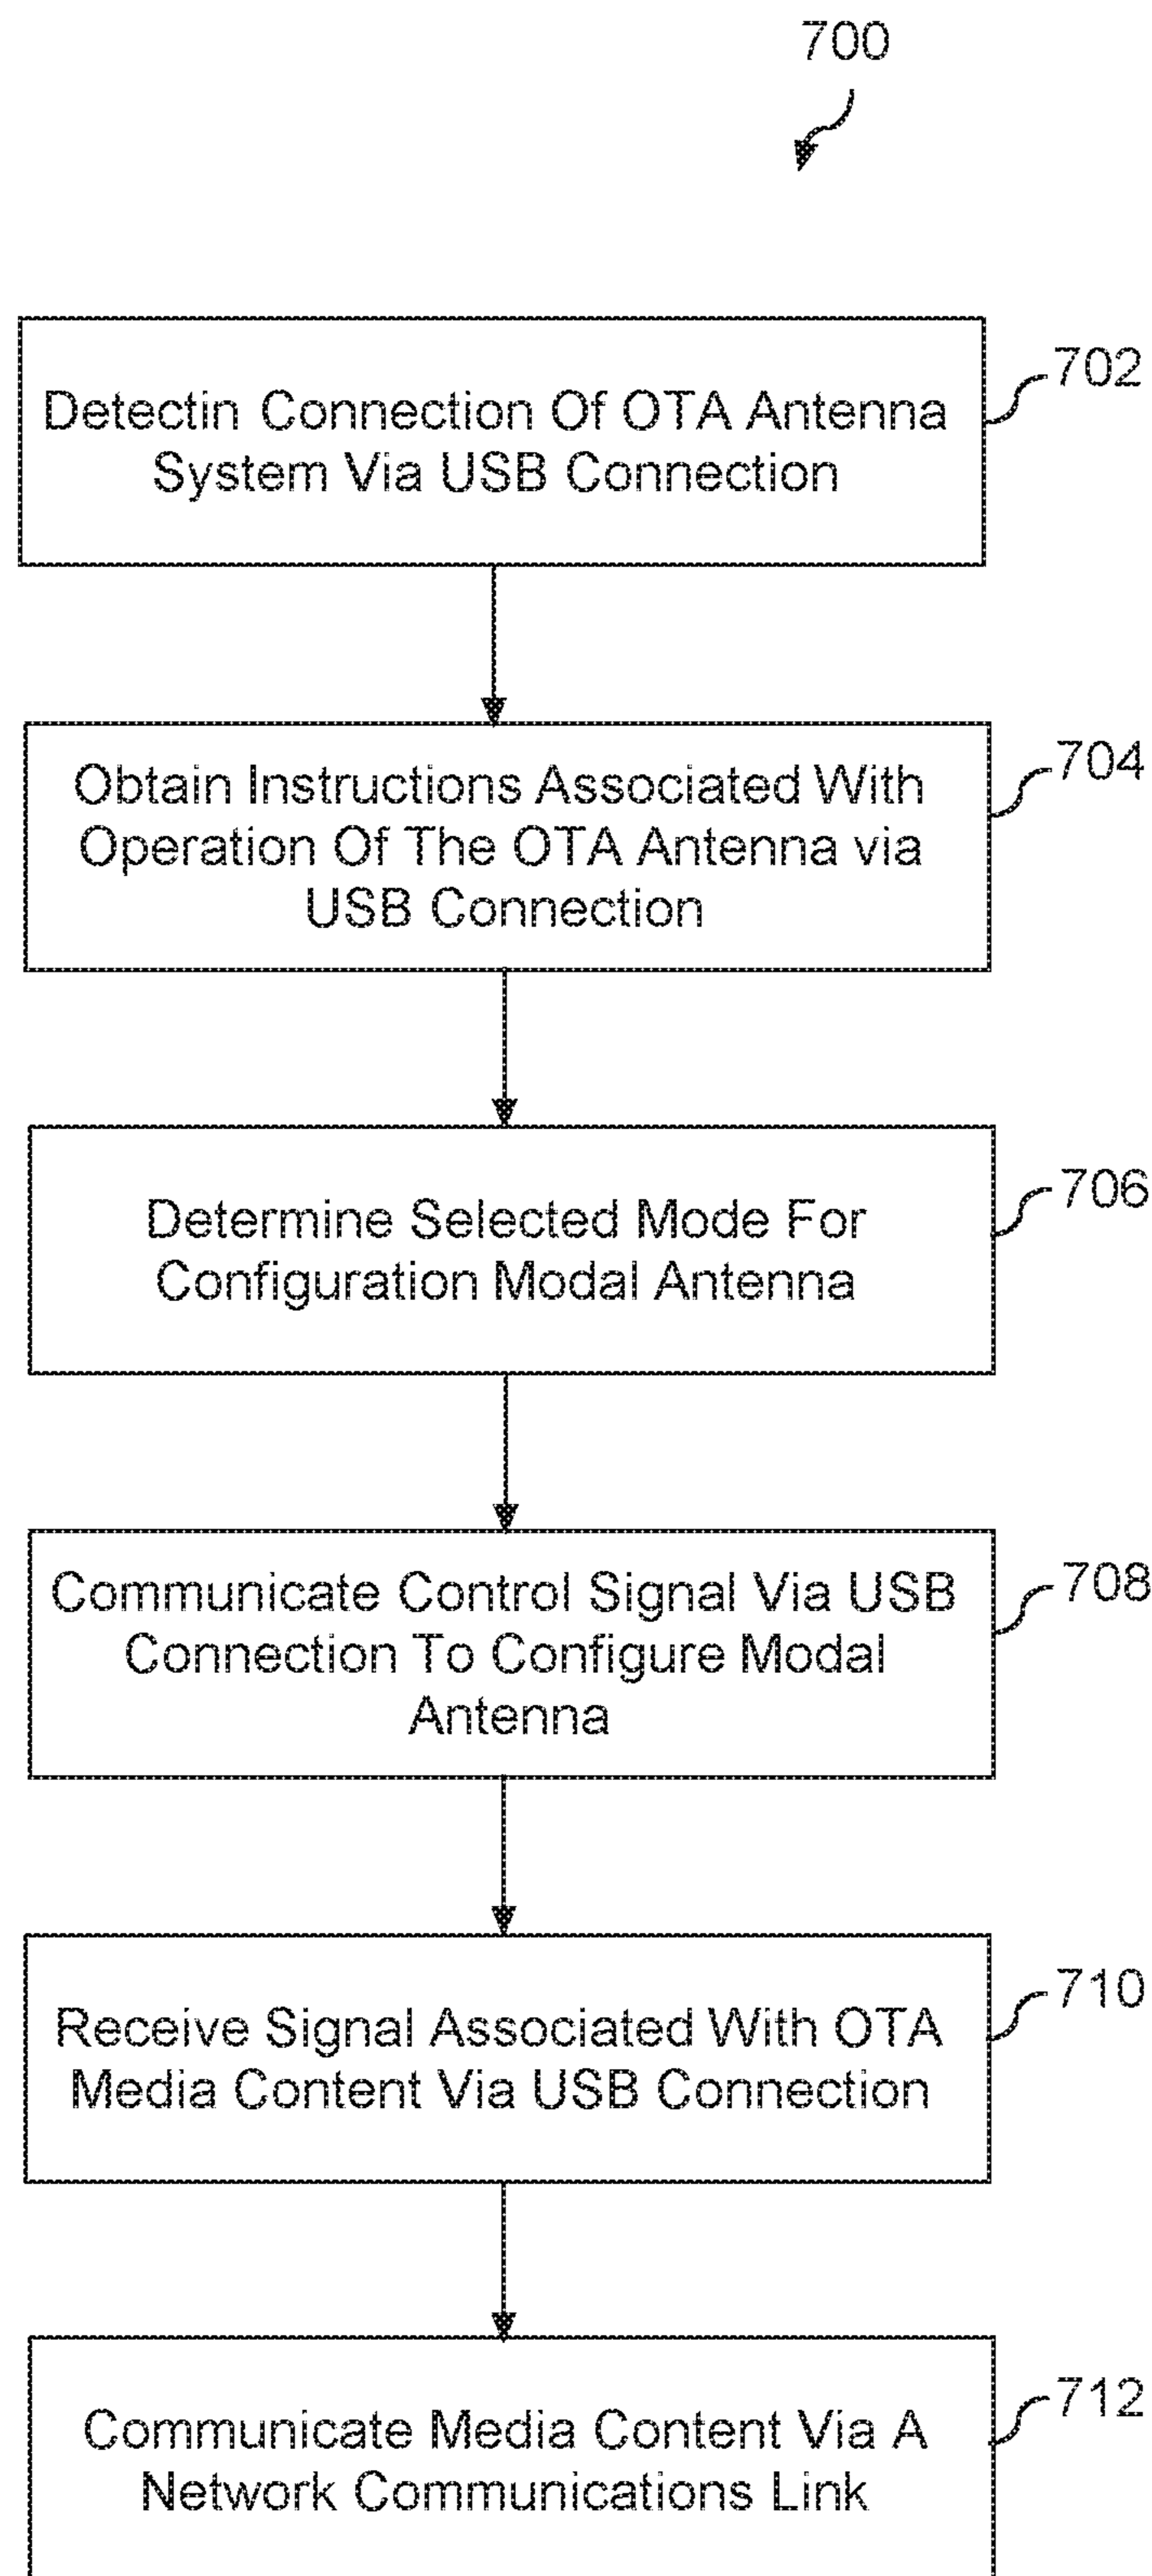 700
Detectin Connection Of OTA Antenna
System Via USB Connection
702
Obtain Instructions Associated With
Operation Of The OTA Antenna via
USB Connection
704
Determine Selected Mode For
Configuration Modal Antenna
706
Communicate Control Signal Via USB
Connection To Configure Modal
Antenna
708
Receive Signal Associated With OTA
Media Content Via USB Connection
710
Communicate Media Content Via A
Network Communications Link
712